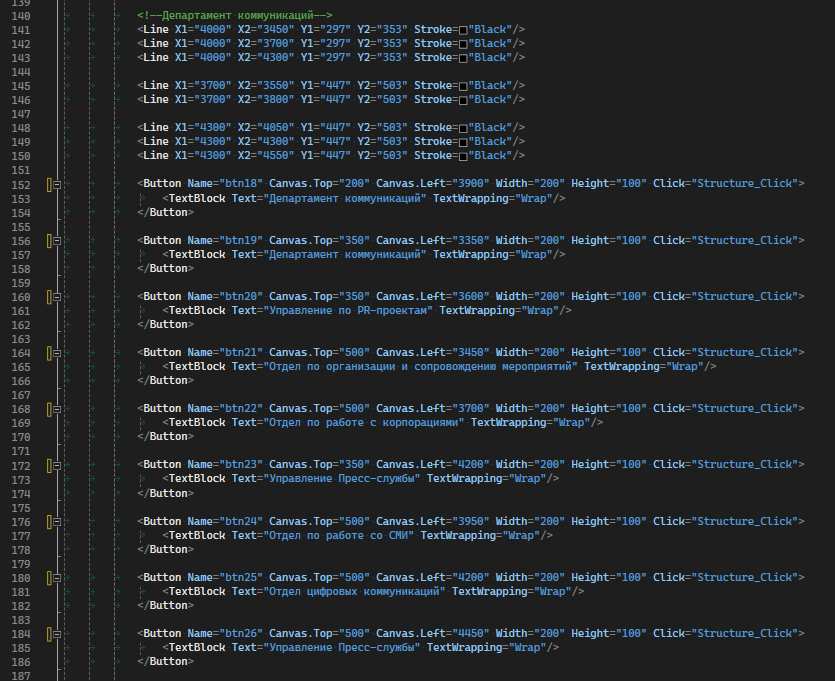 139
140 <!--Департамент коммуникаций-->
141 <Line X1="4000" X2="3450" Y1="297" Y2="353" Stroke="Black"/>
142 <Line X1="4000" X2="3700" Y1="297" Y2="353" Stroke="Black"/>
143 <Line X1="4000" X2="4300" Y1="297" Y2="353" Stroke="Black"/>
144
145 <Line X1="3700" X2="3550" Y1="447" Y2="503" Stroke="Black"/>
146 <Line X1="3700" X2="3800" Y1="447" Y2="503" Stroke="Black"/>
147
148 <Line X1="4300" X2="4050" Y1="447" Y2="503" Stroke="Black"/>
149 <Line X1="4300" X2="4300" Y1="447" Y2="503" Stroke="Black"/>
150 <Line X1="4300" X2="4550" Y1="447" Y2="503" Stroke="Black"/>
151
152 <Button Name="btn18" Canvas.Top="200" Canvas.Left="3900" Width="200" Height="100" Click="Structure_Click">
153 <TextBlock Text="Департамент коммуникаций" TextWrapping="Wrap"/>
154 </Button>
155
156 <Button Name="btn19" Canvas.Top="350" Canvas.Left="3350" Width="200" Height="100" Click="Structure_Click">
157 <TextBlock Text="Департамент коммуникаций" TextWrapping="Wrap"/>
158 </Button>
159
160 <Button Name="btn20" Canvas.Top="350" Canvas.Left="3600" Width="200" Height="100" Click="Structure_Click">
161 <TextBlock Text="Управление по PR-проектам" TextWrapping="Wrap"/>
162 </Button>
163
164 <Button Name="btn21" Canvas.Top="500" Canvas.Left="3450" Width="200" Height="100" Click="Structure_Click">
165 <TextBlock Text="Отдел по организации и сопровождению мероприятий" TextWrapping="Wrap"/>
166 </Button>
167
168 <Button Name="btn22" Canvas.Top="500" Canvas.Left="3700" Width="200" Height="100" Click="Structure_Click">
169 <TextBlock Text="Отдел по работе с корпорациями" TextWrapping="Wrap"/>
170 </Button>
171
172 <Button Name="btn23" Canvas.Top="350" Canvas.Left="4200" Width="200" Height="100" Click="Structure_Click">
173 <TextBlock Text="Управление Пресс-службы" TextWrapping="Wrap"/>
174 </Button>
175
176 <Button Name="btn24" Canvas.Top="500" Canvas.Left="3950" Width="200" Height="100" Click="Structure_Click">
177 <TextBlock Text="Отдел по работе со СМИ" TextWrapping="Wrap"/>
178 </Button>
179
180 <Button Name="btn25" Canvas.Top="500" Canvas.Left="4200" Width="200" Height="100" Click="Structure_Click">
181 <TextBlock Text="Отдел цифровых коммуникаций" TextWrapping="Wrap"/>
182 </Button>
183
184 <Button Name="btn26" Canvas.Top="500" Canvas.Left="4450" Width="200" Height="100" Click="Structure_Click">
185 <TextBlock Text="Управление Пресс-службы" TextWrapping="Wrap"/>
186 </Button>
187